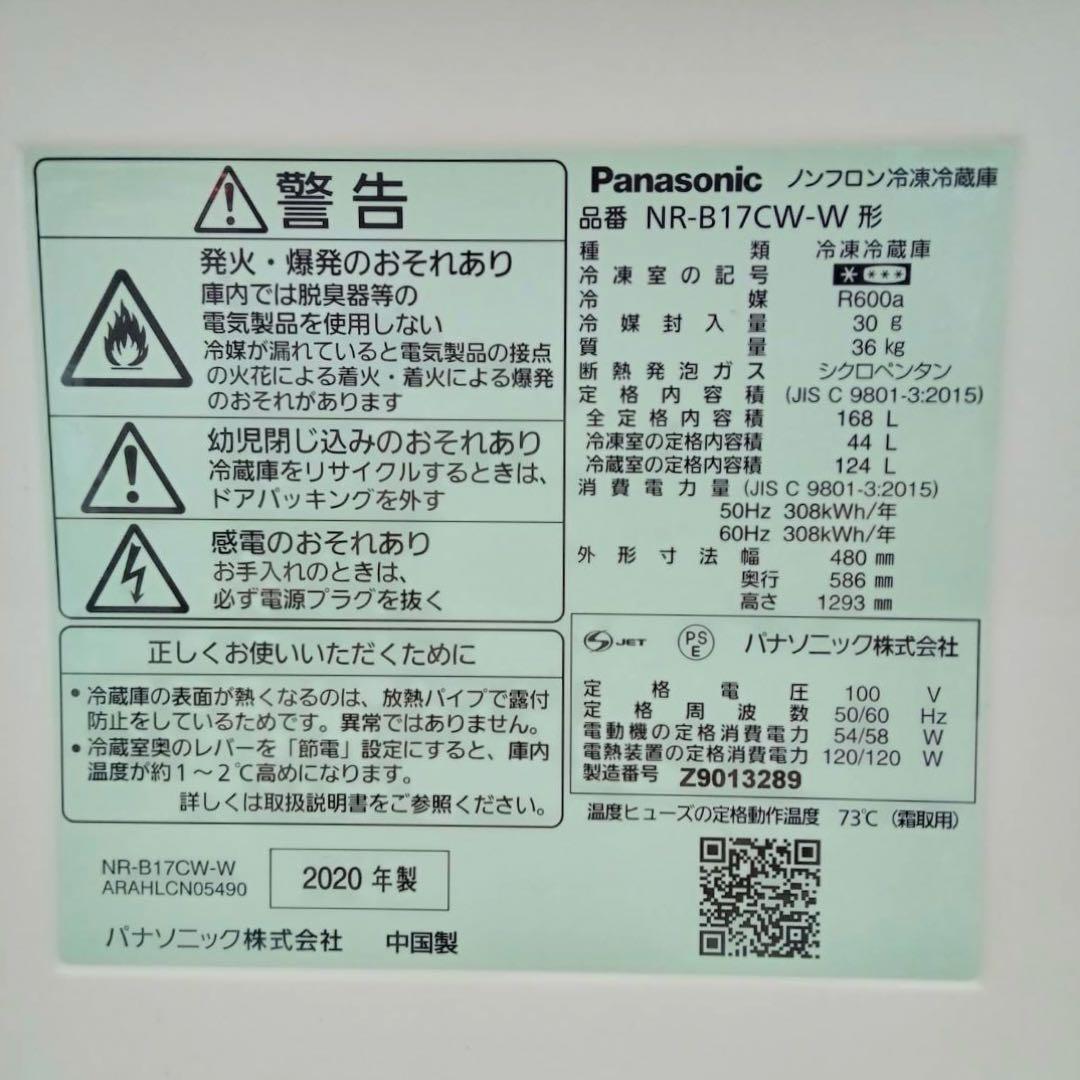 警告
発火・爆発のおそれあり
庫内では脱臭器等の
電気製品を使用しない
冷媒が漏れていると電気製品の接点
の火花による着火・着火による爆発
のおそれがあります
幼児閉じ込みのおそれあり
冷蔵庫をリサイクルするときは、
ドアパッキングを外す
感電のおそれあり
お手入れのときは、
必ず電源プラグを抜く
正しくお使いいただくために
・冷蔵庫の表面が熱くなるのは、放熱パイプで露付
防止をしているためです。異常ではありません。
・冷蔵室奥のレバーを「節電」設定にすると、庫内
温度が約1～2℃高めになります。
詳しくは取扱説明書をご参照ください。
NR-B17CW-W
ARAHLCN05490
2020年製
パナソニック株式会社 中国製
Panasonic ノンフロン冷凍冷蔵庫
品番 NR-B17CW-W 形
種類 冷凍冷蔵庫
冷凍室の記号 * ***
冷媒 R600a
冷媒封入量 30 g
質量 36 kg
断熱発泡ガス シクロペンタン
定格内容積 (JIS C 9801-3:2015)
全定格内容積 168 L
冷凍室の定格内容積 44 L
冷蔵室の定格内容積 124 L
消費電力量 (JIS C 9801-3:2015)
50Hz 308kWh/年
60Hz 308kWh/年
外形寸法 幅 480 mm
奥行 586 mm
高さ 1293 mm
JET PSE パナソニック株式会社
定格電圧 100 V
定格周波数 50/60 Hz
電動機の定格消費電力 54/58 W
電熱装置の定格消費電力 120/120 W
製造番号 Z9013289
温度ヒューズの定格動作温度 73℃ (霜取用)